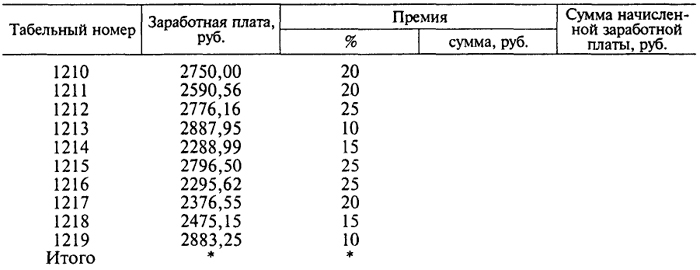 Табельный номер Заработная плата, руб. Премия Сумма начислен-
ной заработной
платы, руб.
% сумма, руб.
1210 2750,00 20
1211 2590,56 20
1212 2776,16 25
1213 2887,95 10
1214 2288,99 15
1215 2796,50 25
1216 2295,62 25
1217 2376,55 20
1218 2475,15 15
1219 2883,25 10
Итого * *